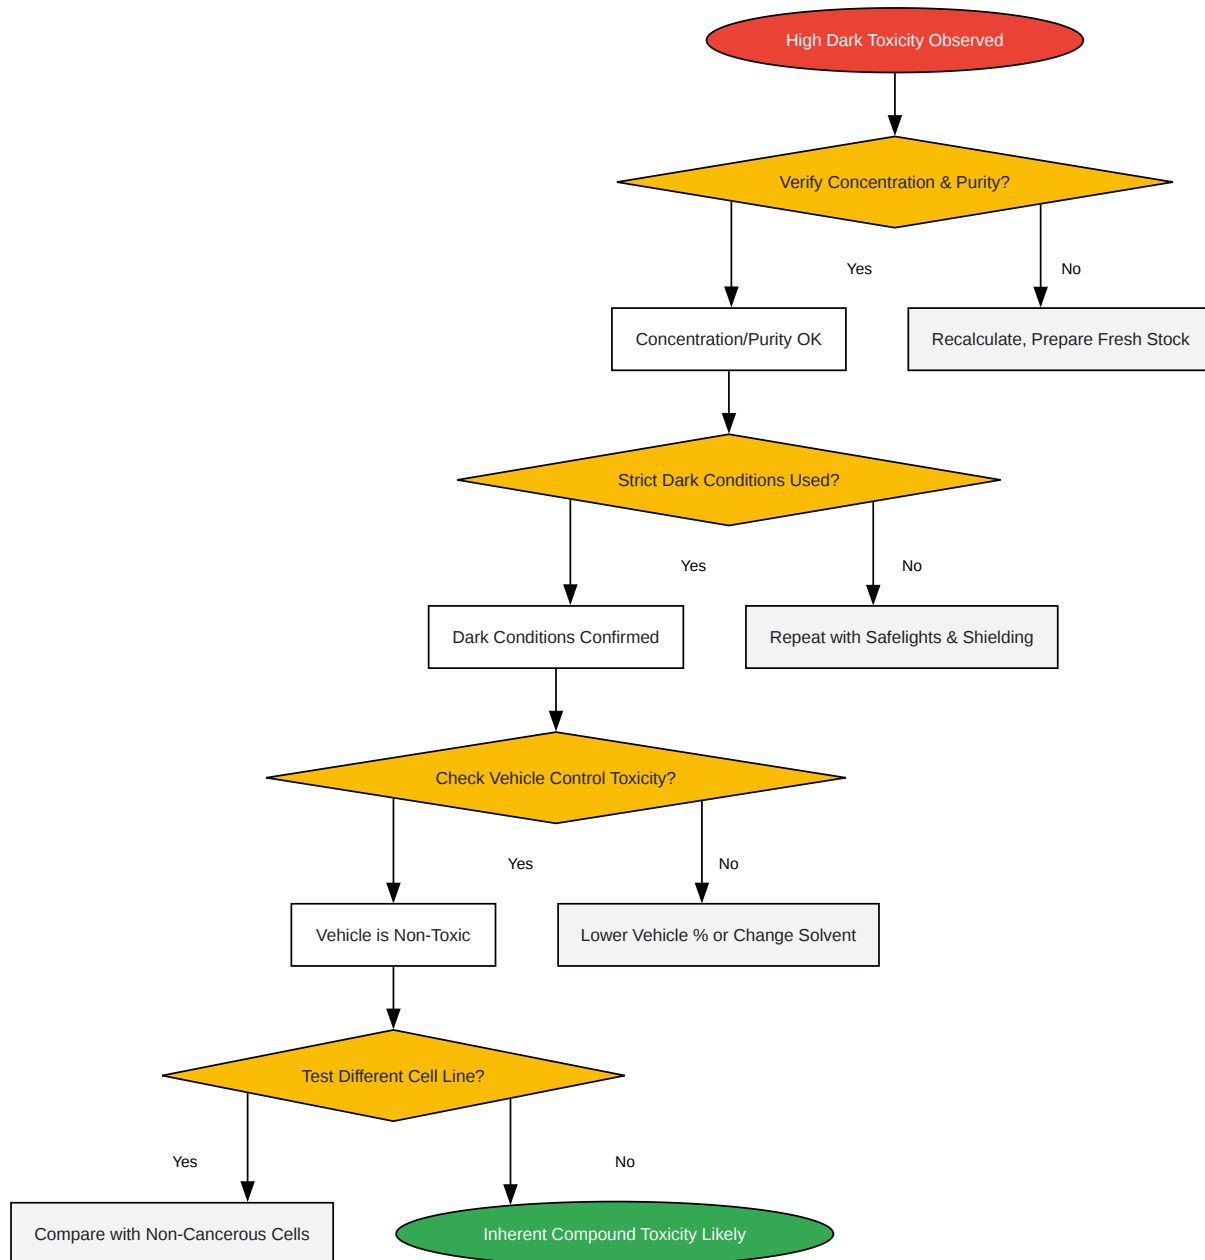 High Dark Toxicity Observed
Verify Concentration & Purity?
Yes
No
Concentration/Purity OK
Recalculate, Prepare Fresh Stock
Strict Dark Conditions Used?
Yes
No
Dark Conditions Confirmed
Repeat with Safelights & Shielding
Check Vehicle Control Toxicity?
Yes
No
Vehicle is Non-Toxic
Lower Vehicle % or Change Solvent
Test Different Cell Line?
Yes
No
Compare with Non-Cancerous Cells
Inherent Compound Toxicity Likely